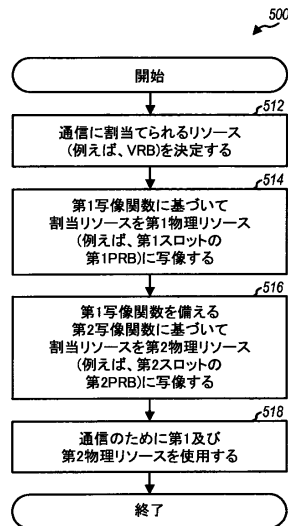 500
開始
512
通信に割当てられるリソース
(例えば、VRB)を決定する
514
第1写像関数に基づいて
割当リソースを第1物理リソース
(例えば、第1スロットの
第1PRB)に写像する
516
第1写像関数を備える
第2写像関数に基づいて
割当リソースを第2物理リソース
(例えば、第2スロットの
第2PRB)に写像する
518
通信のために第1及び
第2物理リソースを使用する
終了